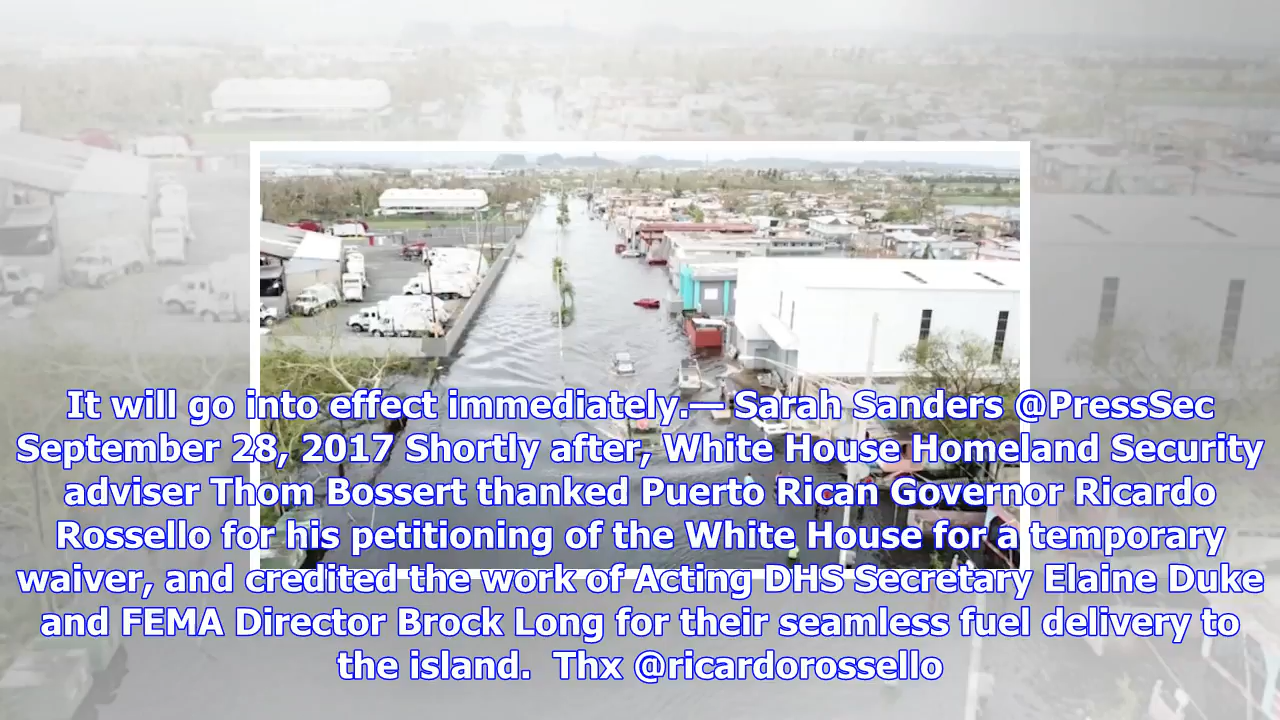 It will go into effect immediately.— Sarah Sanders @PressSec
September 28, 2017 Shortly after, White House Homeland Security
adviser Thom Bossert thanked Puerto Rican Governor Ricardo
Rossello for his petitioning of the White House for a temporary
waiver, and credited the work of Acting DHS Secretary Elaine Duke
and FEMA Director Brock Long for their seamless fuel delivery to
the island.  Thx @ricardorossello